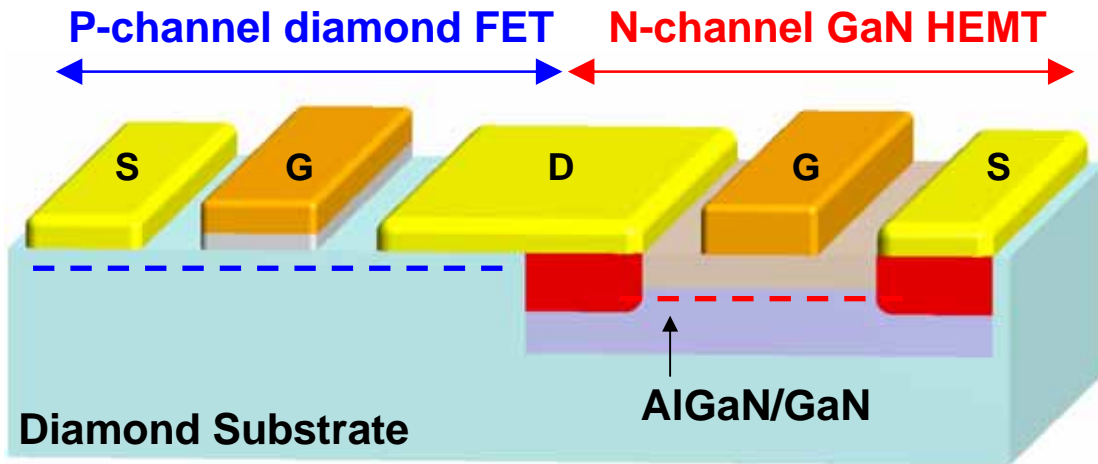 P-channel diamond FET
N-channel GaN HEMT
S
G
D
G
S
AlGaN/GaN
Diamond Substrate